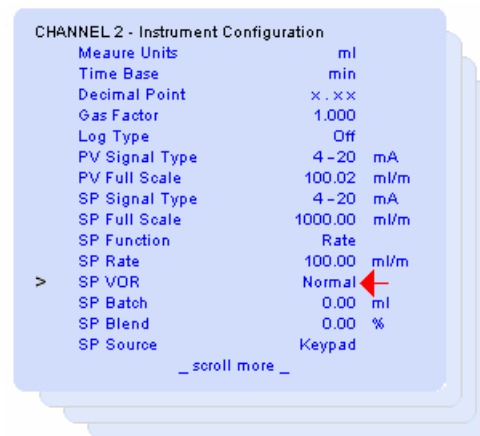 CHANNEL 2 - Instrument Configuration
Meaure Units ml
Time Base min
Decimal Point x.xx
Gas Factor 1.000
Log Type Off
PV Signal Type 4-20 mA
PV Full Scale 100.02 ml/m
SP Signal Type 4-20 mA
SP Full Scale 1000.00 ml/m
SP Function Rate
SP Rate 100.00 ml/m
> SP VOR Normal
SP Batch 0.00 ml
SP Blend 0.00 %
SP Source Keypad
_ scroll more _